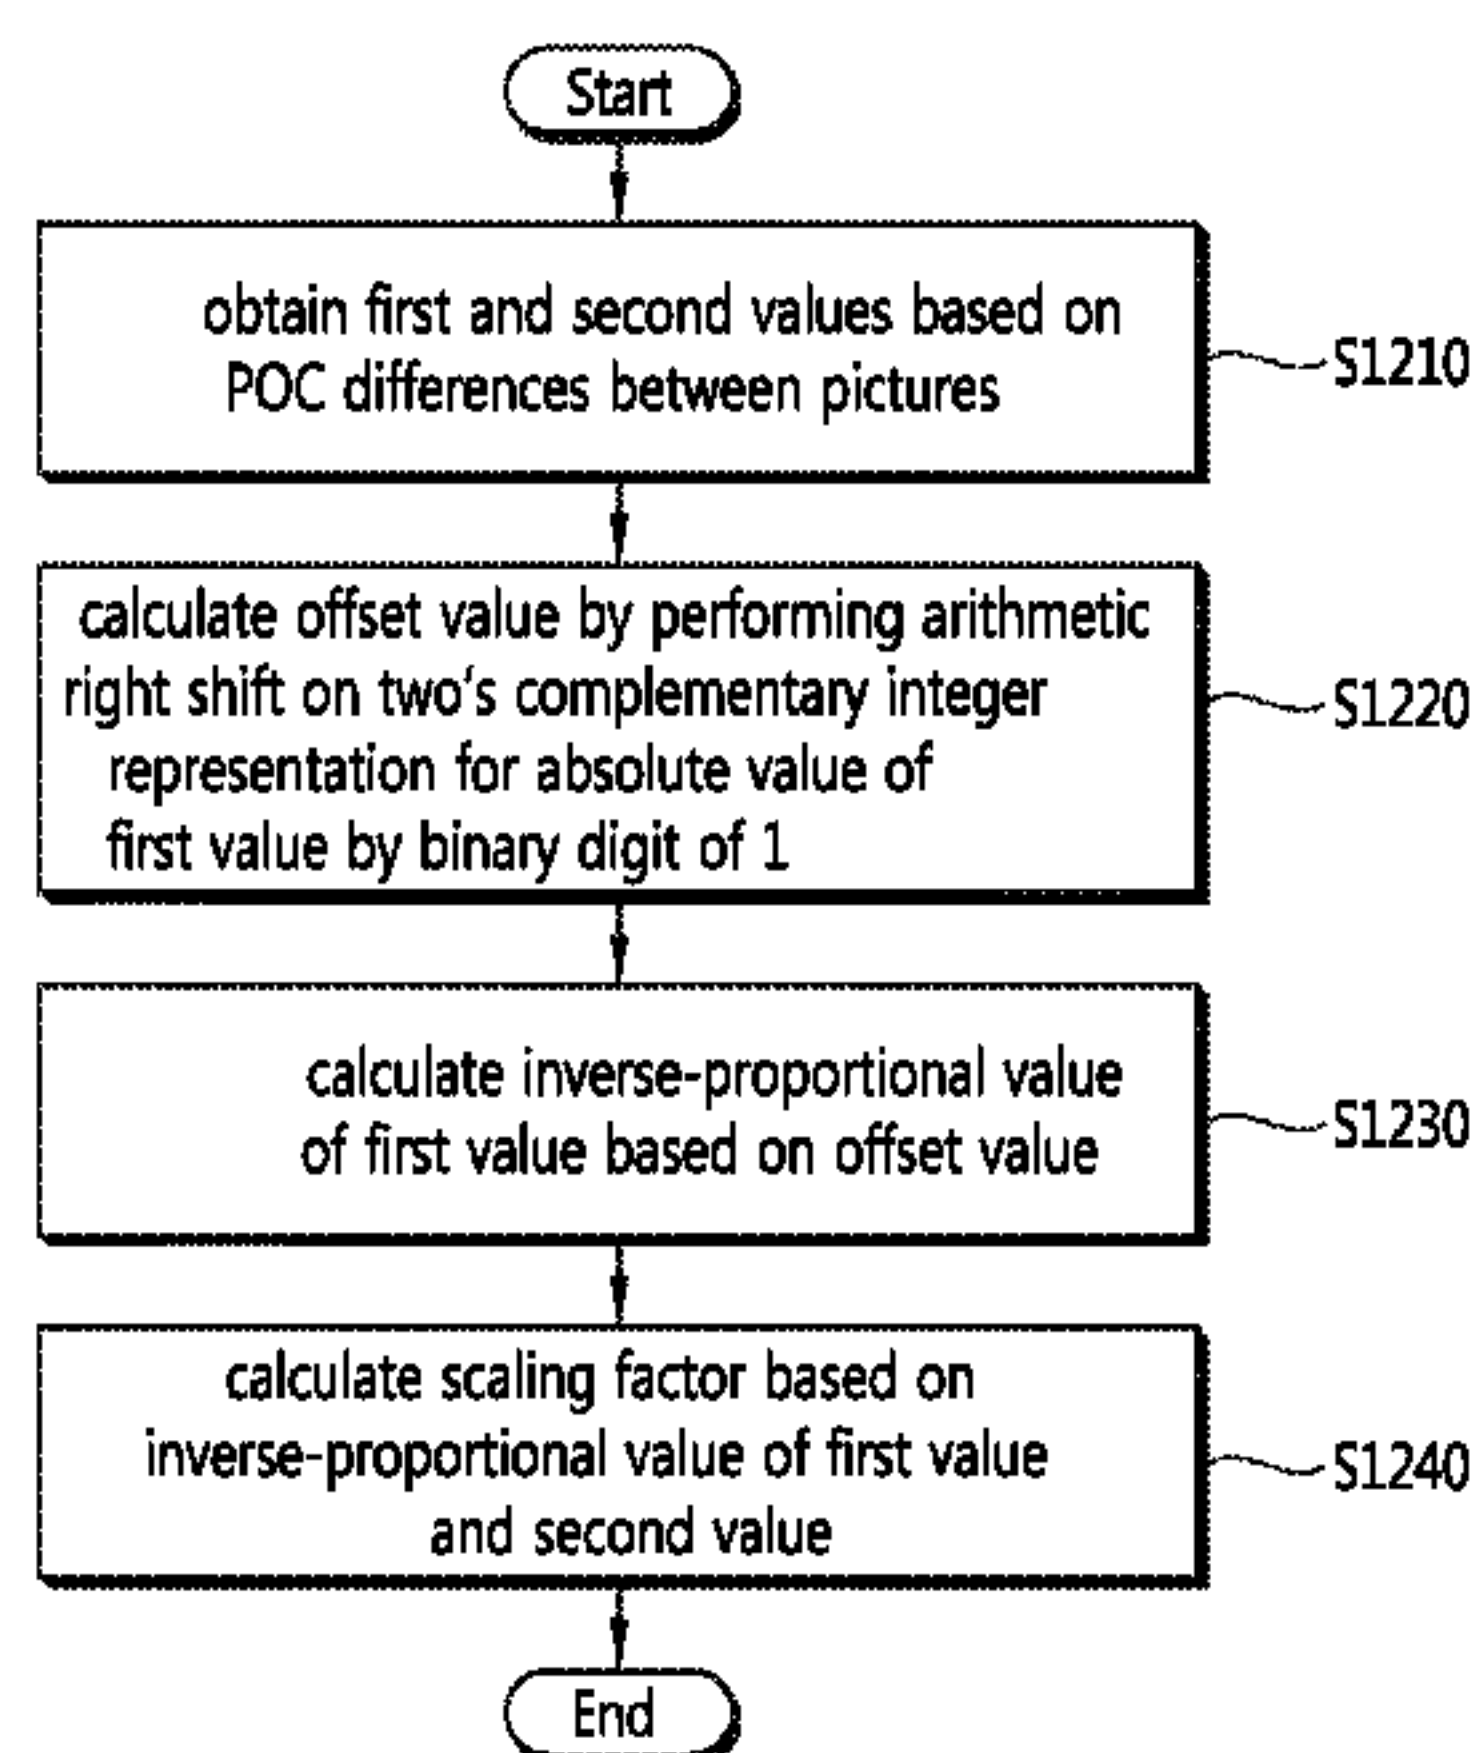 Start
obtain first and second values based on
POC differences between pictures
S1210
calculate offset value by performing arithmetic
right shift on two's complementary integer
representation for absolute value of
first value by binary digit of 1
S1220
calculate inverse-proportional value
of first value based on offset value
S1230
calculate scaling factor based on
inverse-proportional value of first value
and second value
S1240
End